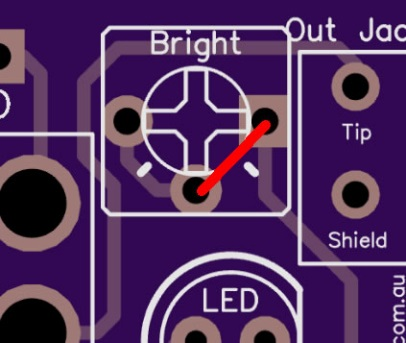 Bright
Out Jac
Tip
Shield
LED
com.au